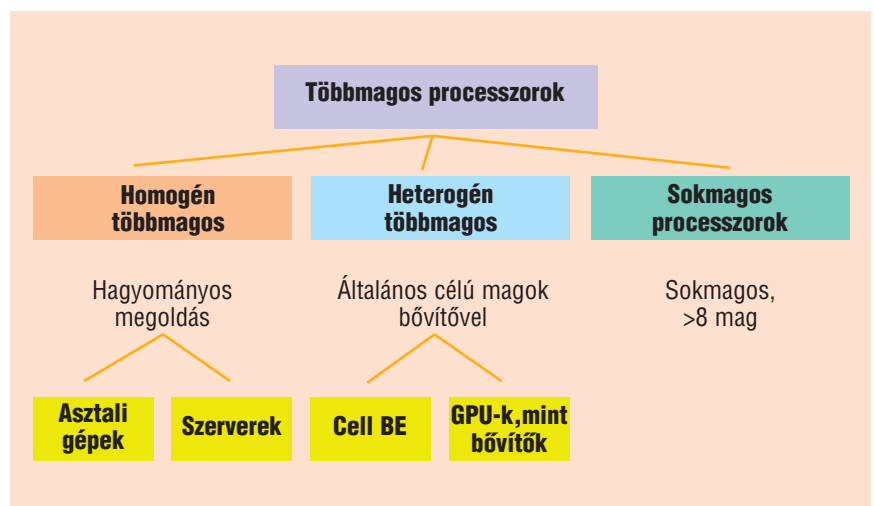 Többmagos processzorok
Homogén
többmagos
Heterogén
többmagos
Sokmagos
processzorok
Hagyományos
megoldás
Általános célú magok
bővítővel
Sokmagos,
>8 mag
Asztali
gépek
Szerverek
Cell BE
GPU-k,mint
bővítők